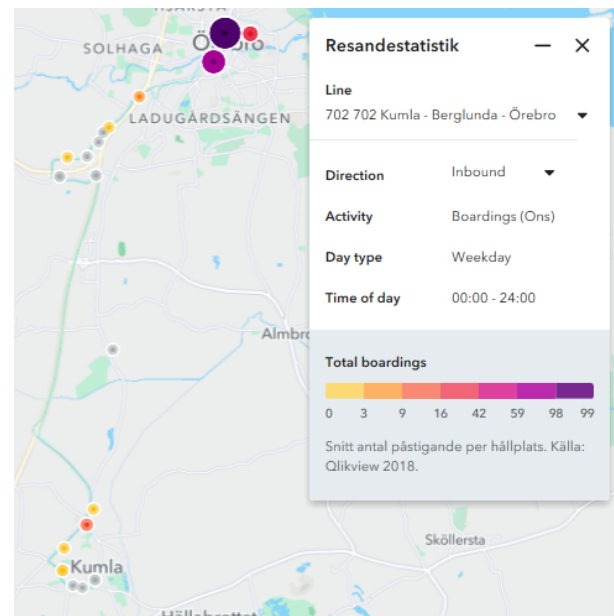 HJÄRSTA
SOLHAGA
Örebro
LADUGÅRDSÄNGEN
Almbro
Kumla
Sköllersta
Hällabrottet
Resandestatistik
Line
702 702 Kumla - Berglunda - Örebro
Direction Inbound
Activity Boardings (Ons)
Day type Weekday
Time of day 00:00 - 24:00
Total boardings
0 3 9 16 42 59 98 99
Snitt antal påstigande per hållplats. Källa:
Qlikview 2018.